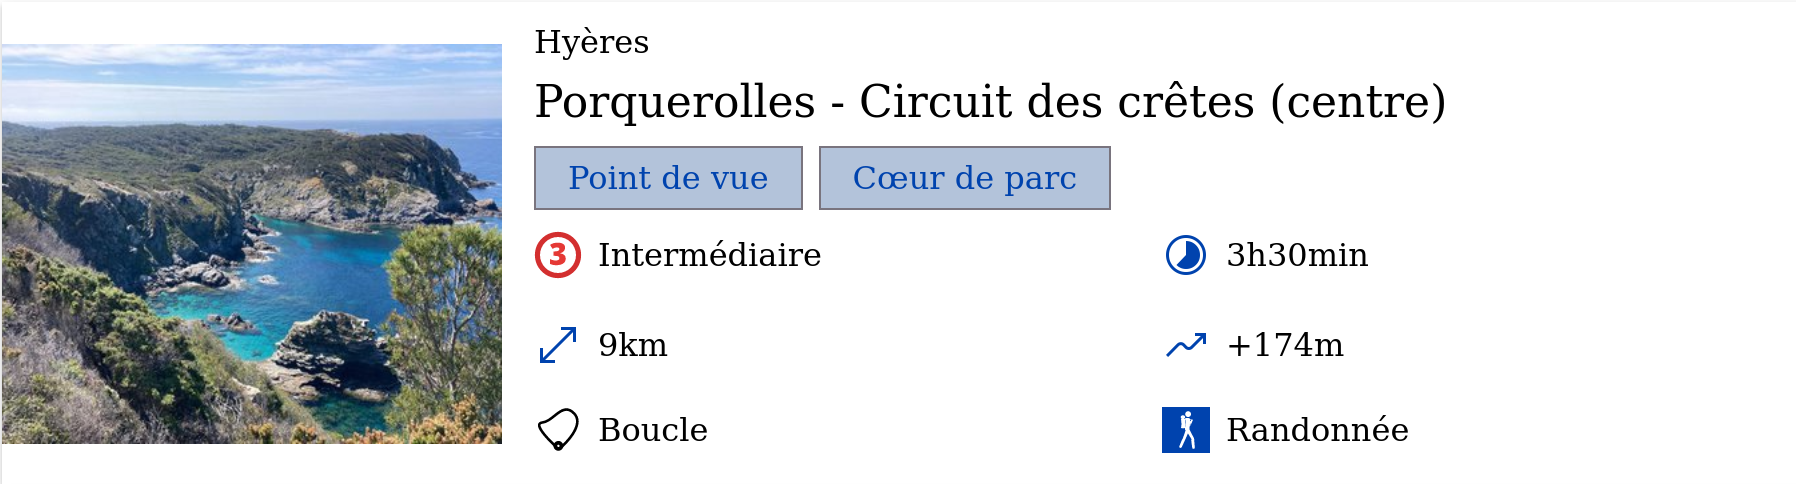 Hyères
Porquerolles - Circuit des crêtes (centre)
Point de vue Cœur de parc
3 Intermédiaire 3h30min
9km +174m
Boucle Randonnée